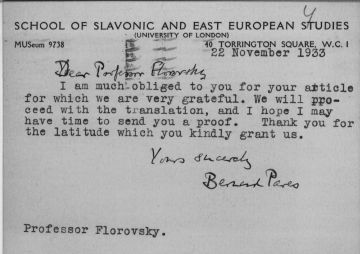 4
SCHOOL OF SLAVONIC AND EAST EUROPEAN STUDIES
(UNIVERSITY OF LONDON)
MUSeum 9738 40 TORRINGTON SQUARE, W.C.1
22 November 1933
Dear Professor Florovsky
I am much obliged to you for your article
for which we are very grateful. We will pro-
ceed with the translation, and I hope I may
have time to send you a proof. Thank you for
the latitude which you kindly grant us.
Yours sincerely
Bernard Pares
Professor Florovsky.